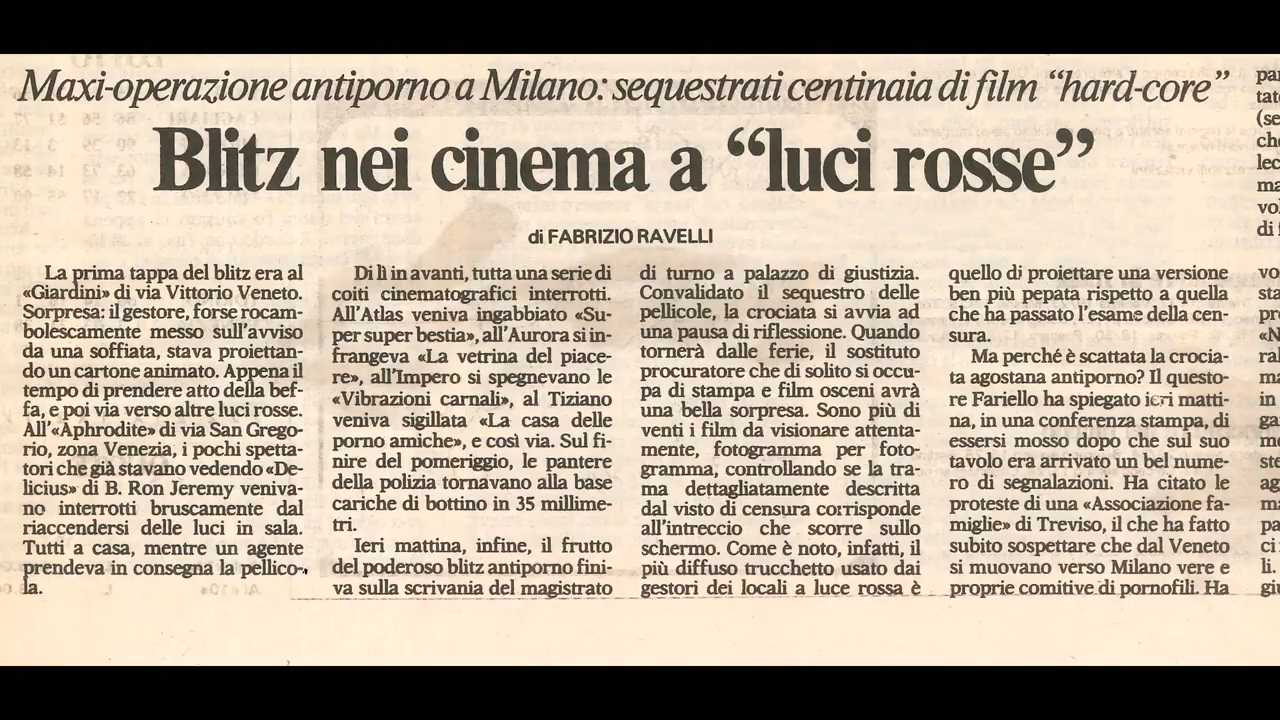 Maxi-operazione antiporno a Milano: sequestrati centinaia di film “hard-core”
Blitz nei cinema a “luci rosse”
di FABRIZIO RAVELLI
La prima tappa del blitz era al
«Giardini» di via Vittorio Veneto.
Sorpresa: il gestore, forse rocam-
bolescamente messo sull'avviso
da una soffiata, stava proiettan-
do un cartone animato. Appena il
tempo di prendere atto della bef-
fa, e poi via verso altre luci rosse.
All'«Aphrodite» di via San Grego-
rio, zona Venezia, i pochi spetta-
tori che già stavano vedendo «De-
licius» di B. Ron Jeremy veniva-
no interrotti bruscamente dal
riaccendersi delle luci in sala.
Tutti a casa, mentre un agente
prendeva in consegna la pellico-
la.
Di lì in avanti, tutta una serie di
coiti cinematografici interrotti.
All'Atlas veniva ingabbiato «Su-
per super bestia», all'Aurora si in-
frangeva «La vetrina del piace-
re», all'Impero si spegnevano le
«Vibrazioni carnali», al Tiziano
veniva sigillata «La casa delle
porno amiche», e così via. Sul fi-
nire del pomeriggio, le pantere
della polizia tornavano alla base
cariche di bottino in 35 millime-
tri.
Ieri mattina, infine, il frutto
del poderoso blitz antiporno fini-
va sulla scrivania del magistrato
di turno a palazzo di giustizia.
Convalidato il sequestro delle
pellicole, la crociata si avvia ad
una pausa di riflessione. Quando
tornerà dalle ferie, il sostituto
procuratore che di solito si occu-
pa di stampa e film osceni avrà
una bella sorpresa. Sono più di
venti i film da visionare attenta-
mente, fotogramma per foto-
gramma, controllando se la tra-
ma dettagliatamente descritta
dal visto di censura corrisponde
all'intreccio che scorre sullo
schermo. Come è noto, infatti, il
più diffuso trucchetto usato dai
gestori dei locali a luce rossa è
quello di proiettare una versione
ben più pepata rispetto a quella
che ha passato l'esame della cen-
sura.
Ma perché è scattata la crocia-
ta agostana antiporno? Il questo-
re Fariello ha spiegato ieri matti-
na, in una conferenza stampa, di
essersi mosso dopo che sul suo
tavolo era arrivato un bel nume-
ro di segnalazioni. Ha citato le
proteste di una «Associazione fa-
miglie» di Treviso, il che ha fatto
subito sospettare che dal Veneto
si muovano verso Milano vere e
proprie comitive di pornofili. Ha